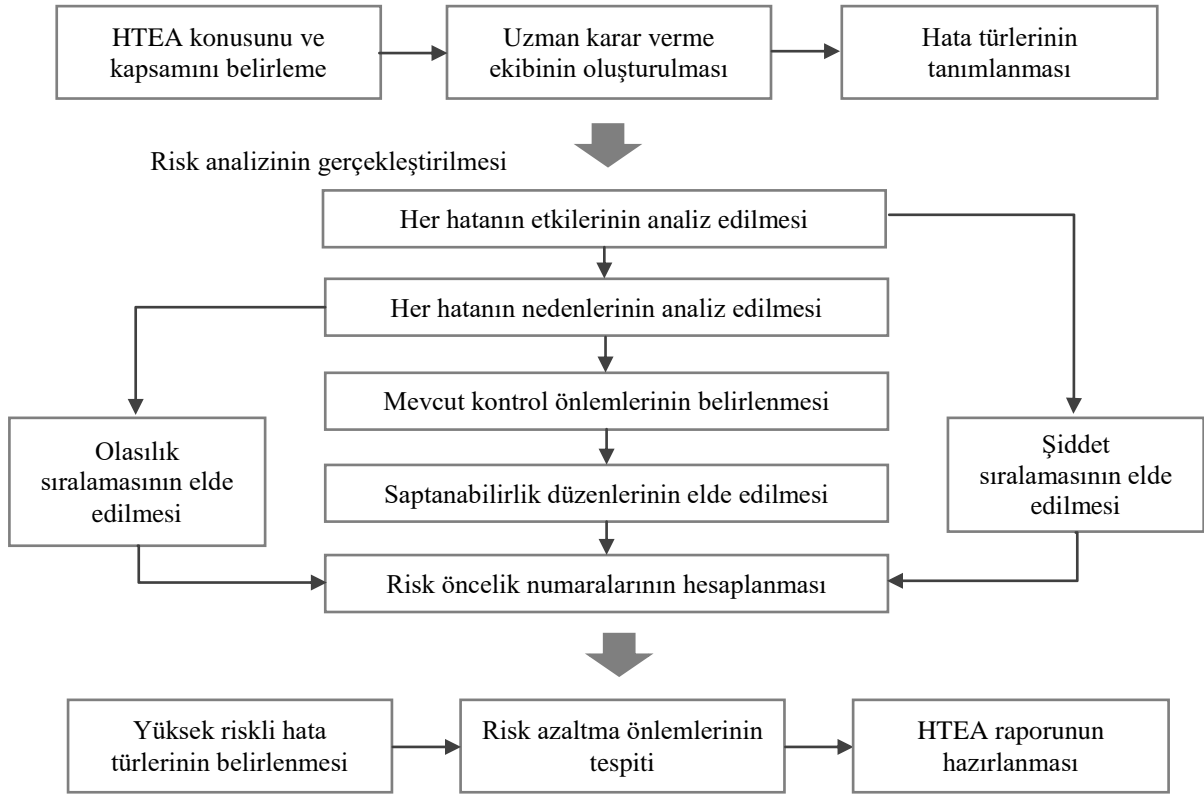 HTEA konusunu ve
kapsamını belirleme
Uzman karar verme
ekibinin oluşturulması
Hata türlerinin
tanımlanması
Risk analizinin gerçekleştirilmesi
Her hatanın etkilerinin analiz edilmesi
Her hatanın nedenlerinin analiz edilmesi
Mevcut kontrol önlemlerinin belirlenmesi
Olasılık
sıralamasının elde
edilmesi
Şiddet
sıralamasının elde
edilmesi
Saptanabilirlik düzenlerinin elde edilmesi
Risk öncelik numaralarının hesaplanması
Yüksek riskli hata
türlerinin belirlenmesi
Risk azaltma önlemlerinin
tespiti
HTEA raporunun
hazırlanması